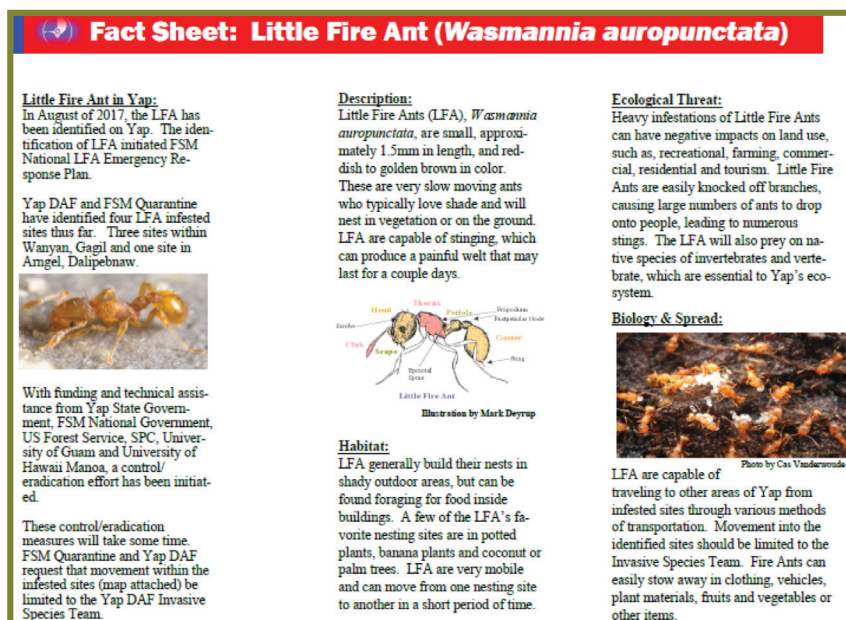 Fact Sheet: Little Fire Ant (Wasmannia auropunctata)
Little Fire Ant in Yap:
In August of 2017, the LFA has
been identified on Yap. The iden-
tification of LFA initiated FSM
National LFA Emergency Re-
sponse Plan.
Yap DAF and FSM Quarantine
have identified four LFA infested
sites thus far. Three sites within
Wanyan, Gagil and one site in
Arngel, Dalipebnaw.
With funding and technical assis-
tance from Yap State Govern-
ment, FSM National Government,
US Forest Service, SPC, Univer-
sity of Guam and University of
Hawaii Manoa, a control/
eradication effort has been initiat-
ed.
These control/eradication
measures will take some time.
FSM Quarantine and Yap DAF
request that movement within the
infested sites (map attached) be
limited to the Yap DAF Invasive
Species Team.
Description:
Little Fire Ants (LFA), Wasmannia
auropunctata, are small, approxi-
mately 1.5mm in length, and red-
dish to golden brown in color.
These are very slow moving ants
who typically love shade and will
nest in vegetation or on the ground.
LFA are capable of stinging, which
can produce a painful welt that may
last for a couple days.
Thorax
Head
Petiole
Propodium
Postpetiolar Node
Club
Scape
Gaster
Sting
Epinotal
Spine
Little Fire Ant
Illustration by Mark Deyrup
Habitat:
LFA generally build their nests in
shady outdoor areas, but can be
found foraging for food inside
buildings. A few of the LFA's fa-
vorite nesting sites are in potted
plants, banana plants and coconut or
palm trees. LFA are very mobile
and can move from one nesting site
to another in a short period of time.
Ecological Threat:
Heavy infestations of Little Fire Ants
can have negative impacts on land use,
such as, recreational, farming, commer-
cial, residential and tourism. Little Fire
Ants are easily knocked off branches,
causing large numbers of ants to drop
onto people, leading to numerous
stings. The LFA will also prey on na-
tive species of invertebrates and verte-
brate, which are essential to Yap's eco-
system.
Biology & Spread:
Photo by Cas Vanderwoude
LFA are capable of
traveling to other areas of Yap from
infested sites through various methods
of transportation. Movement into the
identified sites should be limited to the
Invasive Species Team. Fire Ants can
easily stow away in clothing, vehicles,
plant materials, fruits and vegetables or
other items.